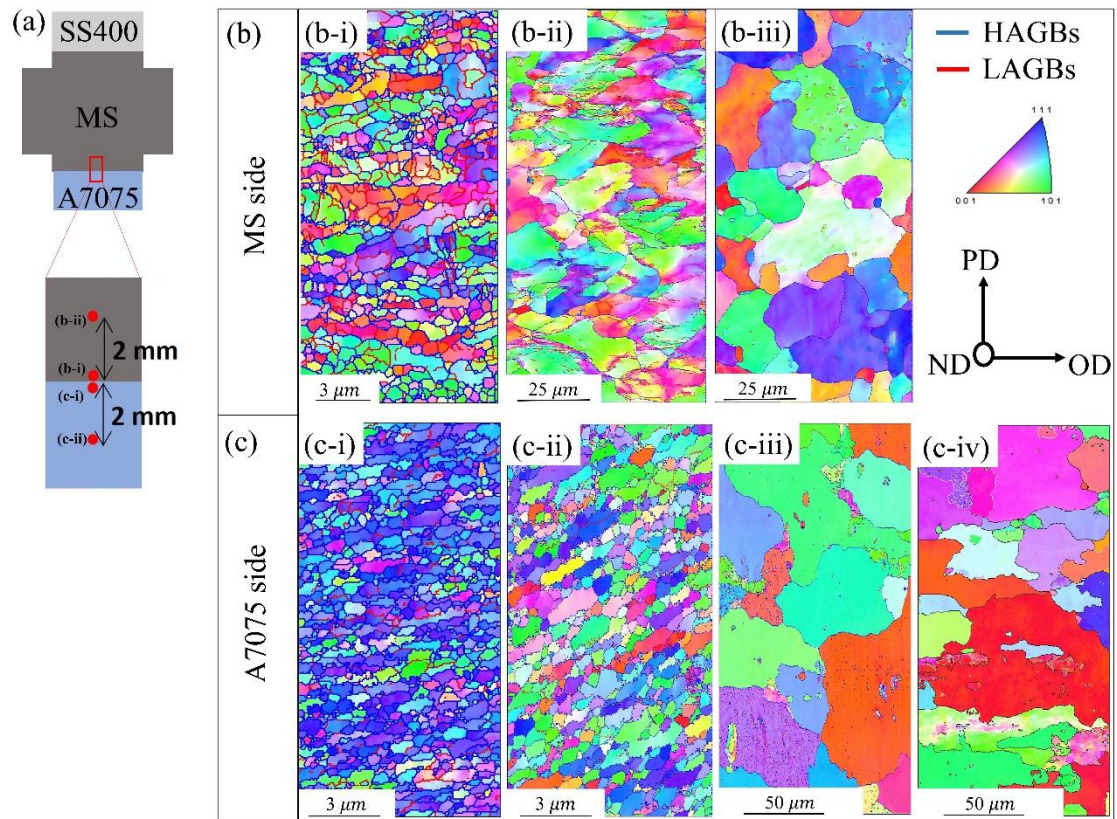 (a)
SS400
MS
A7075
(b-ii)
2 mm
(b-i)
(c-i)
2 mm
(c-ii)
(b)
MS side
(b-i)
3 μm
(b-ii)
25 μm
(b-iii)
25 μm
HAGBs
LAGBs
111
001
101
PD
ND
OD
(c)
A7075 side
(c-i)
3 μm
(c-ii)
3 μm
(c-iii)
50 μm
(c-iv)
50 μm